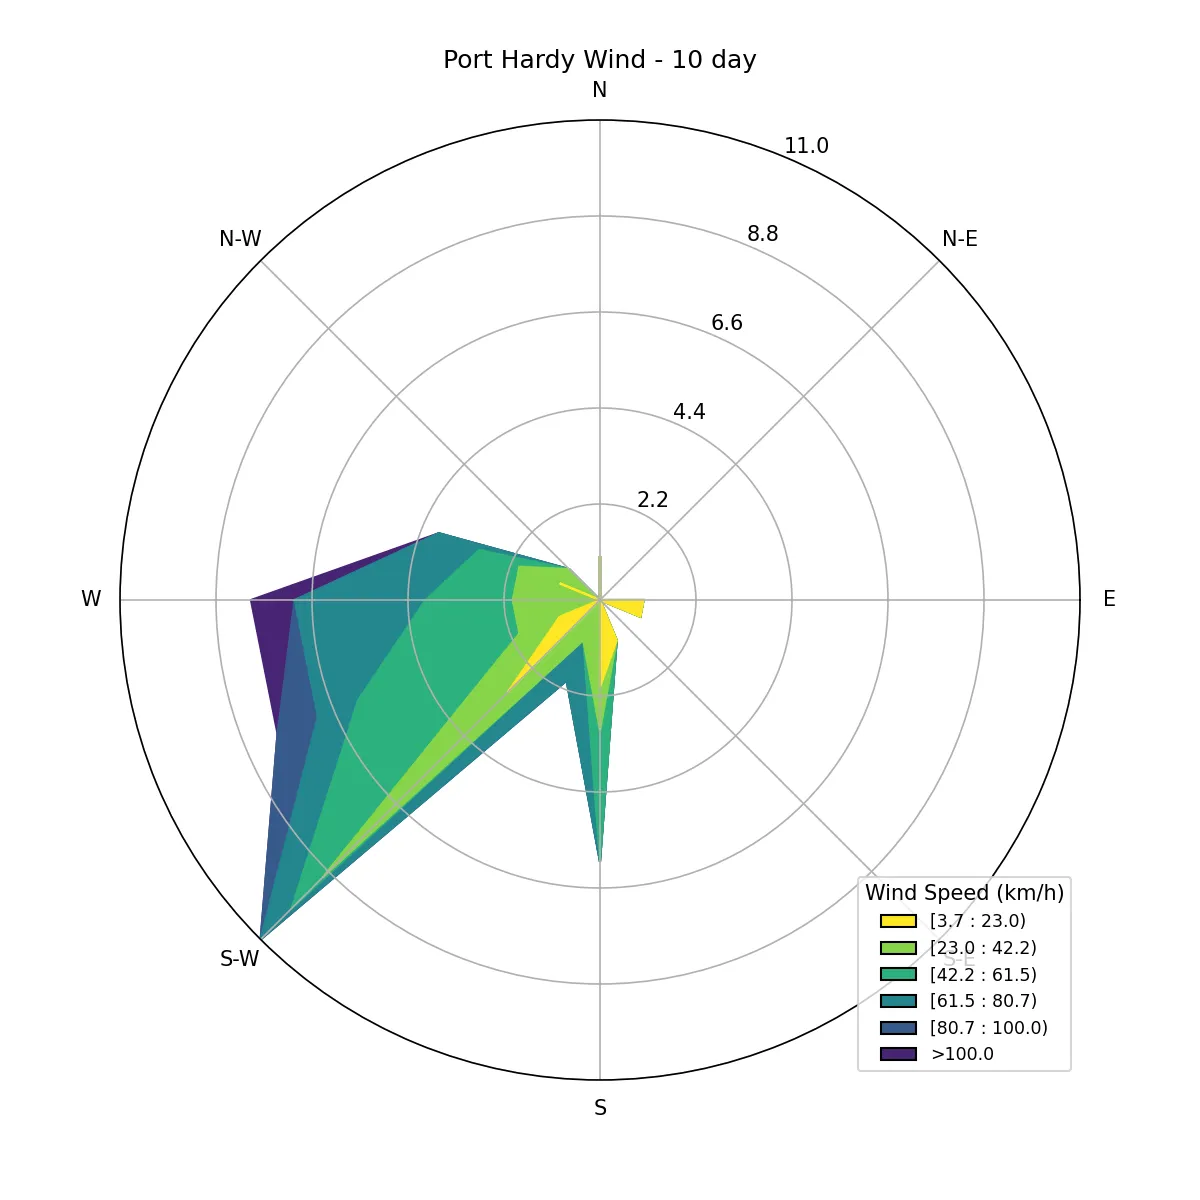 Port Hardy Wind - 10 day
N
11.0
N-W
N-E
8.8
6.6
4.4
2.2
W
E
S-W
S-E
S
Wind Speed (km/h)
[3.7 : 23.0)
[23.0 : 42.2)
[42.2 : 61.5)
[61.5 : 80.7)
[80.7 : 100.0)
>100.0